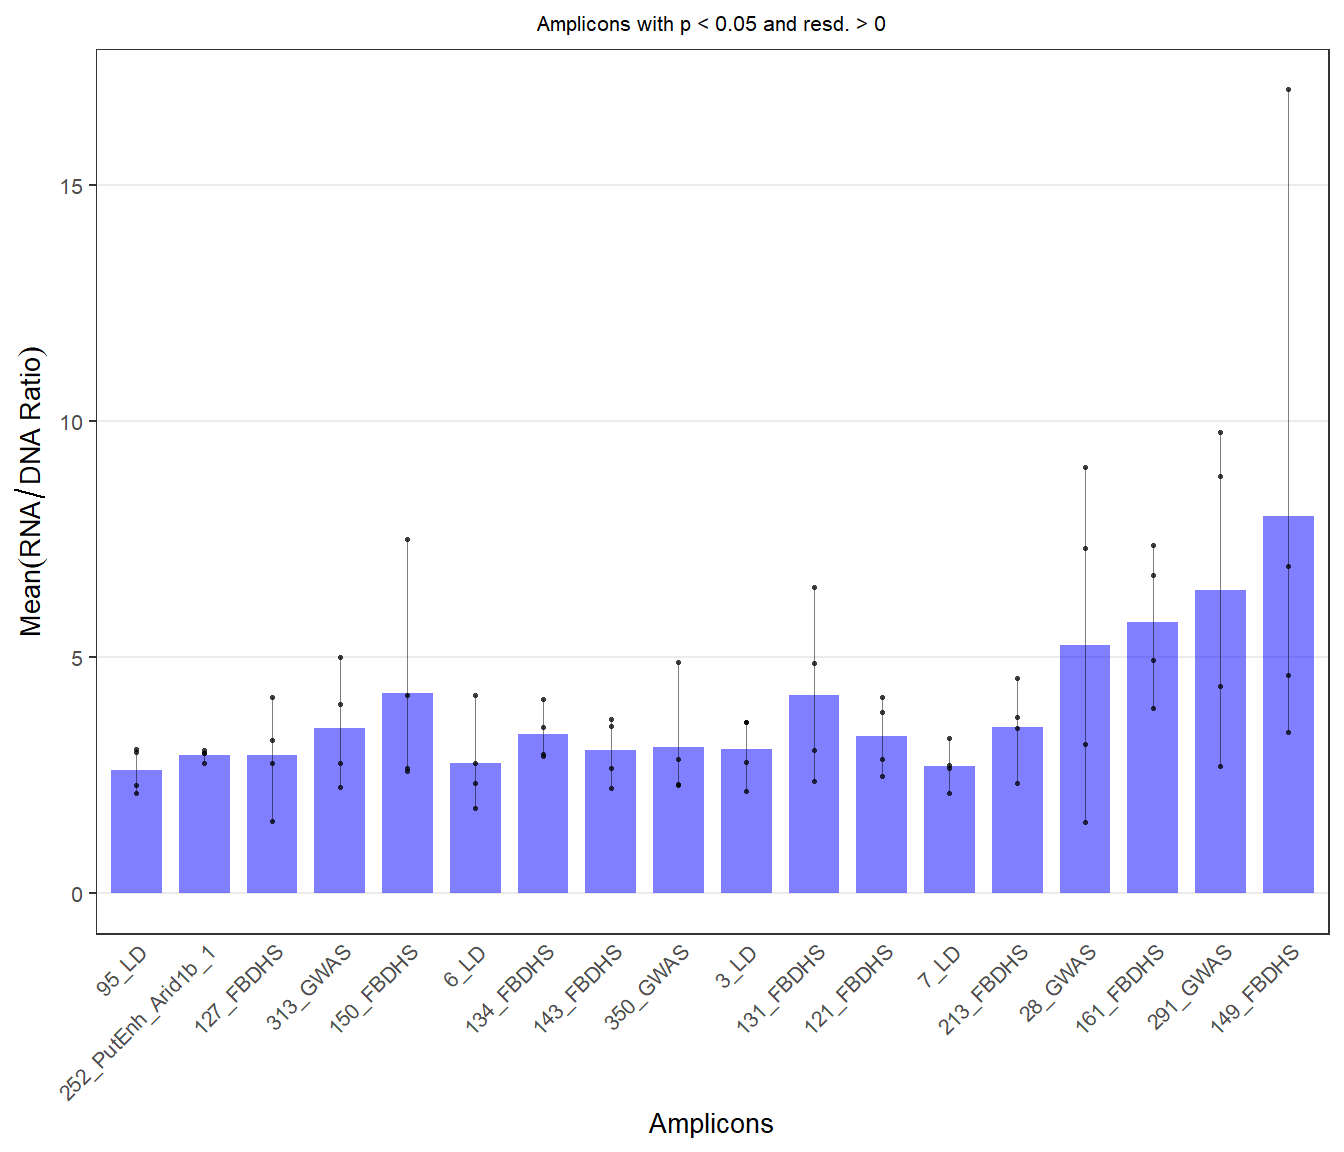 Amplicons with p < 0.05 and resd. > 0
Mean(RNA/DNA Ratio)
15
10
5
0
95_LD
252_PutEnh_Arid1b_1
127_FBDHS
313_GWAS
150_FBDHS
6_LD
134_FBDHS
143_FBDHS
350_GWAS
3_LD
131_FBDHS
121_FBDHS
7_LD
213_FBDHS
28_GWAS
161_FBDHS
291_GWAS
149_FBDHS
Amplicons